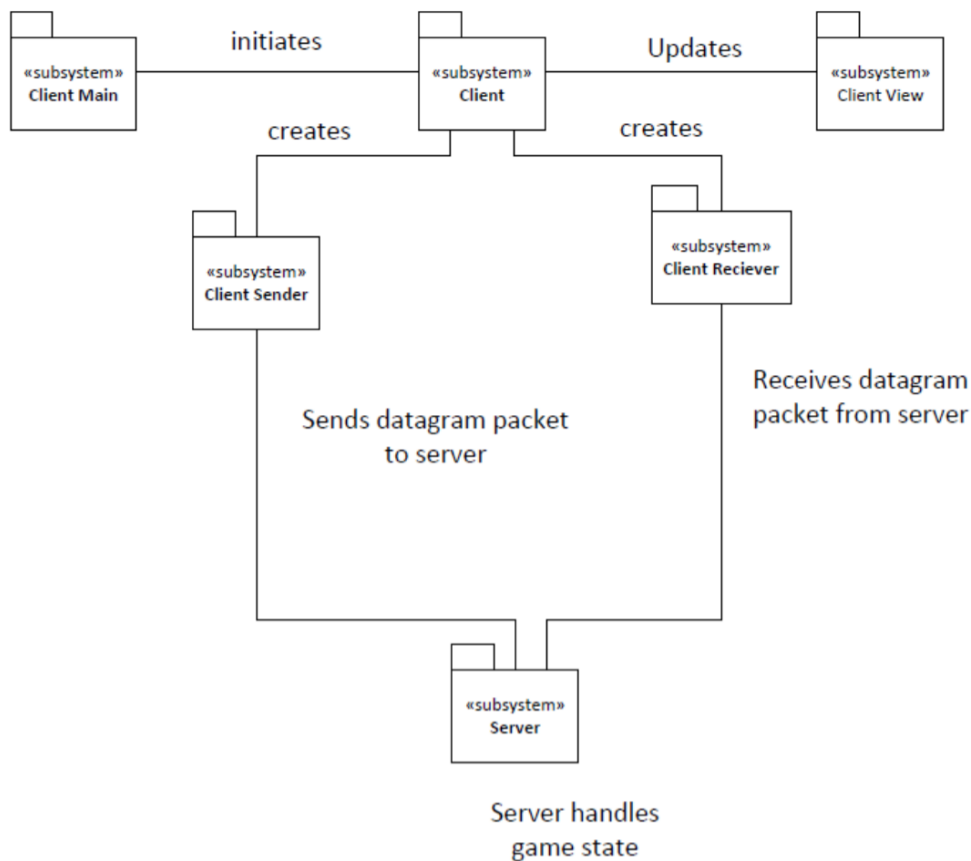 initiates
Updates
«subsystem»
Client Main
«subsystem»
Client
«subsystem»
Client View
creates
creates
«subsystem»
Client Sender
«subsystem»
Client Reciever
Receives datagram
packet from server
Sends datagram packet
to server
«subsystem»
Server
Server handles
game state